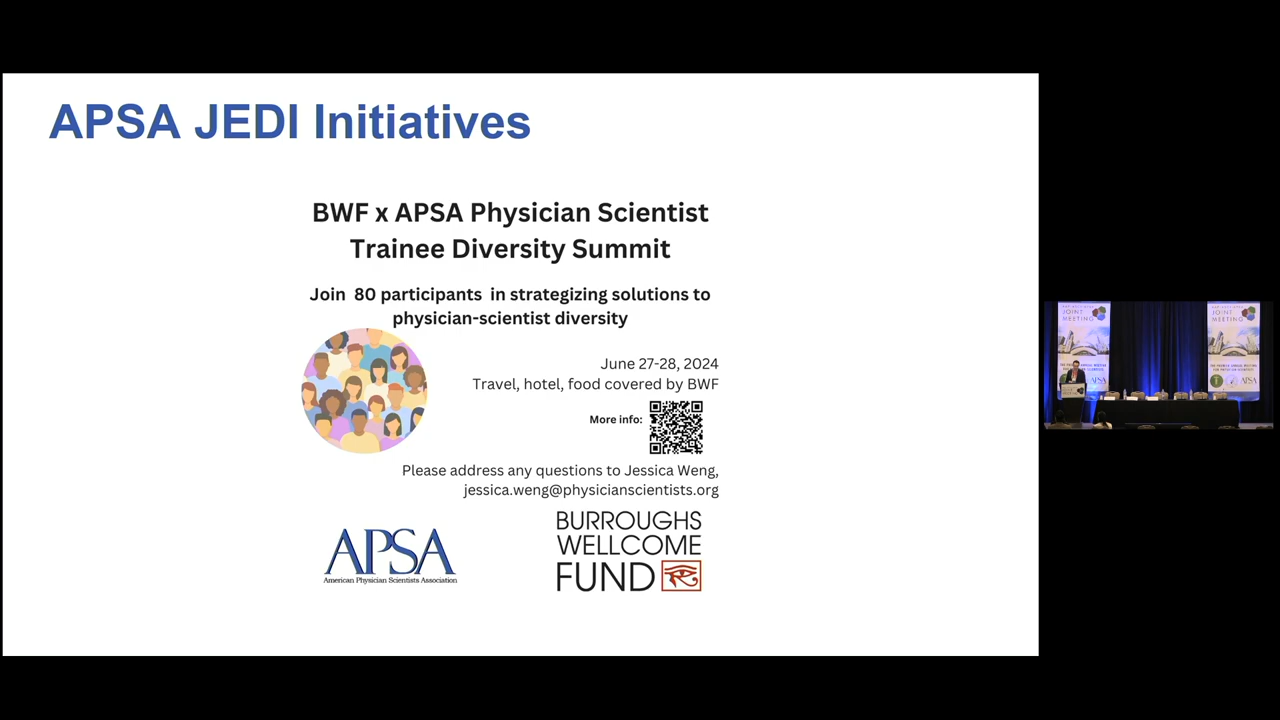 APSA JEDI Initiatives
BWF x APSA Physician Scientist
Trainee Diversity Summit
Join 80 participants in strategizing solutions to
physician-scientist diversity
June 27-28, 2024
Travel, hotel, food covered by BWF
More info:
Please address any questions to Jessica Weng,
jessica.weng@physicianscientists.org
APSA
American Physician Scientists Association
BURROUGHS
WELLCOME
FUND
JOINT
MEETING
APSA
JOINT
MEETING
APSA